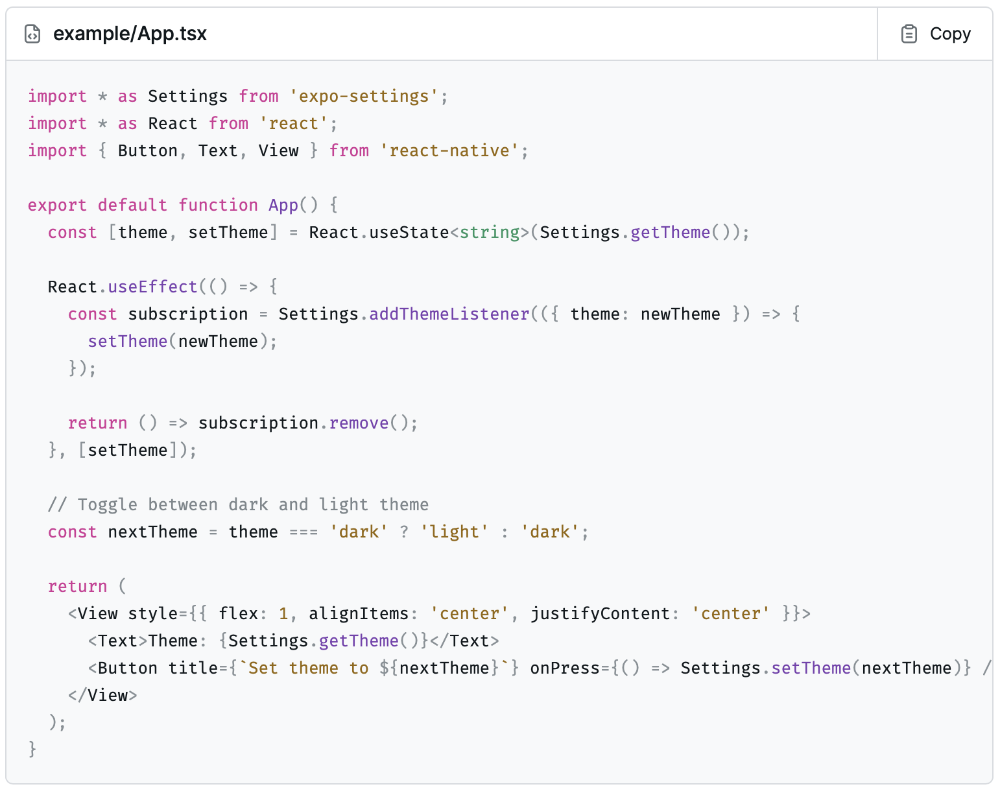 example/App.tsx
Copy
import * as Settings from 'expo-settings';
import * as React from 'react';
import { Button, Text, View } from 'react-native';

export default function App() {
  const [theme, setTheme] = React.useState<string>(Settings.getTheme());

  React.useEffect(() => {
    const subscription = Settings.addThemeListener(({ theme: newTheme }) => {
      setTheme(newTheme);
    });

    return () => subscription.remove();
  }, [setTheme]);

  // Toggle between dark and light theme
  const nextTheme = theme === 'dark' ? 'light' : 'dark';

  return (
    <View style={{ flex: 1, alignItems: 'center', justifyContent: 'center' }}>
      <Text>Theme: {Settings.getTheme()}</Text>
      <Button title={`Set theme to ${nextTheme}`} onPress={() => Settings.setTheme(nextTheme)} /
    </View>
  );
}